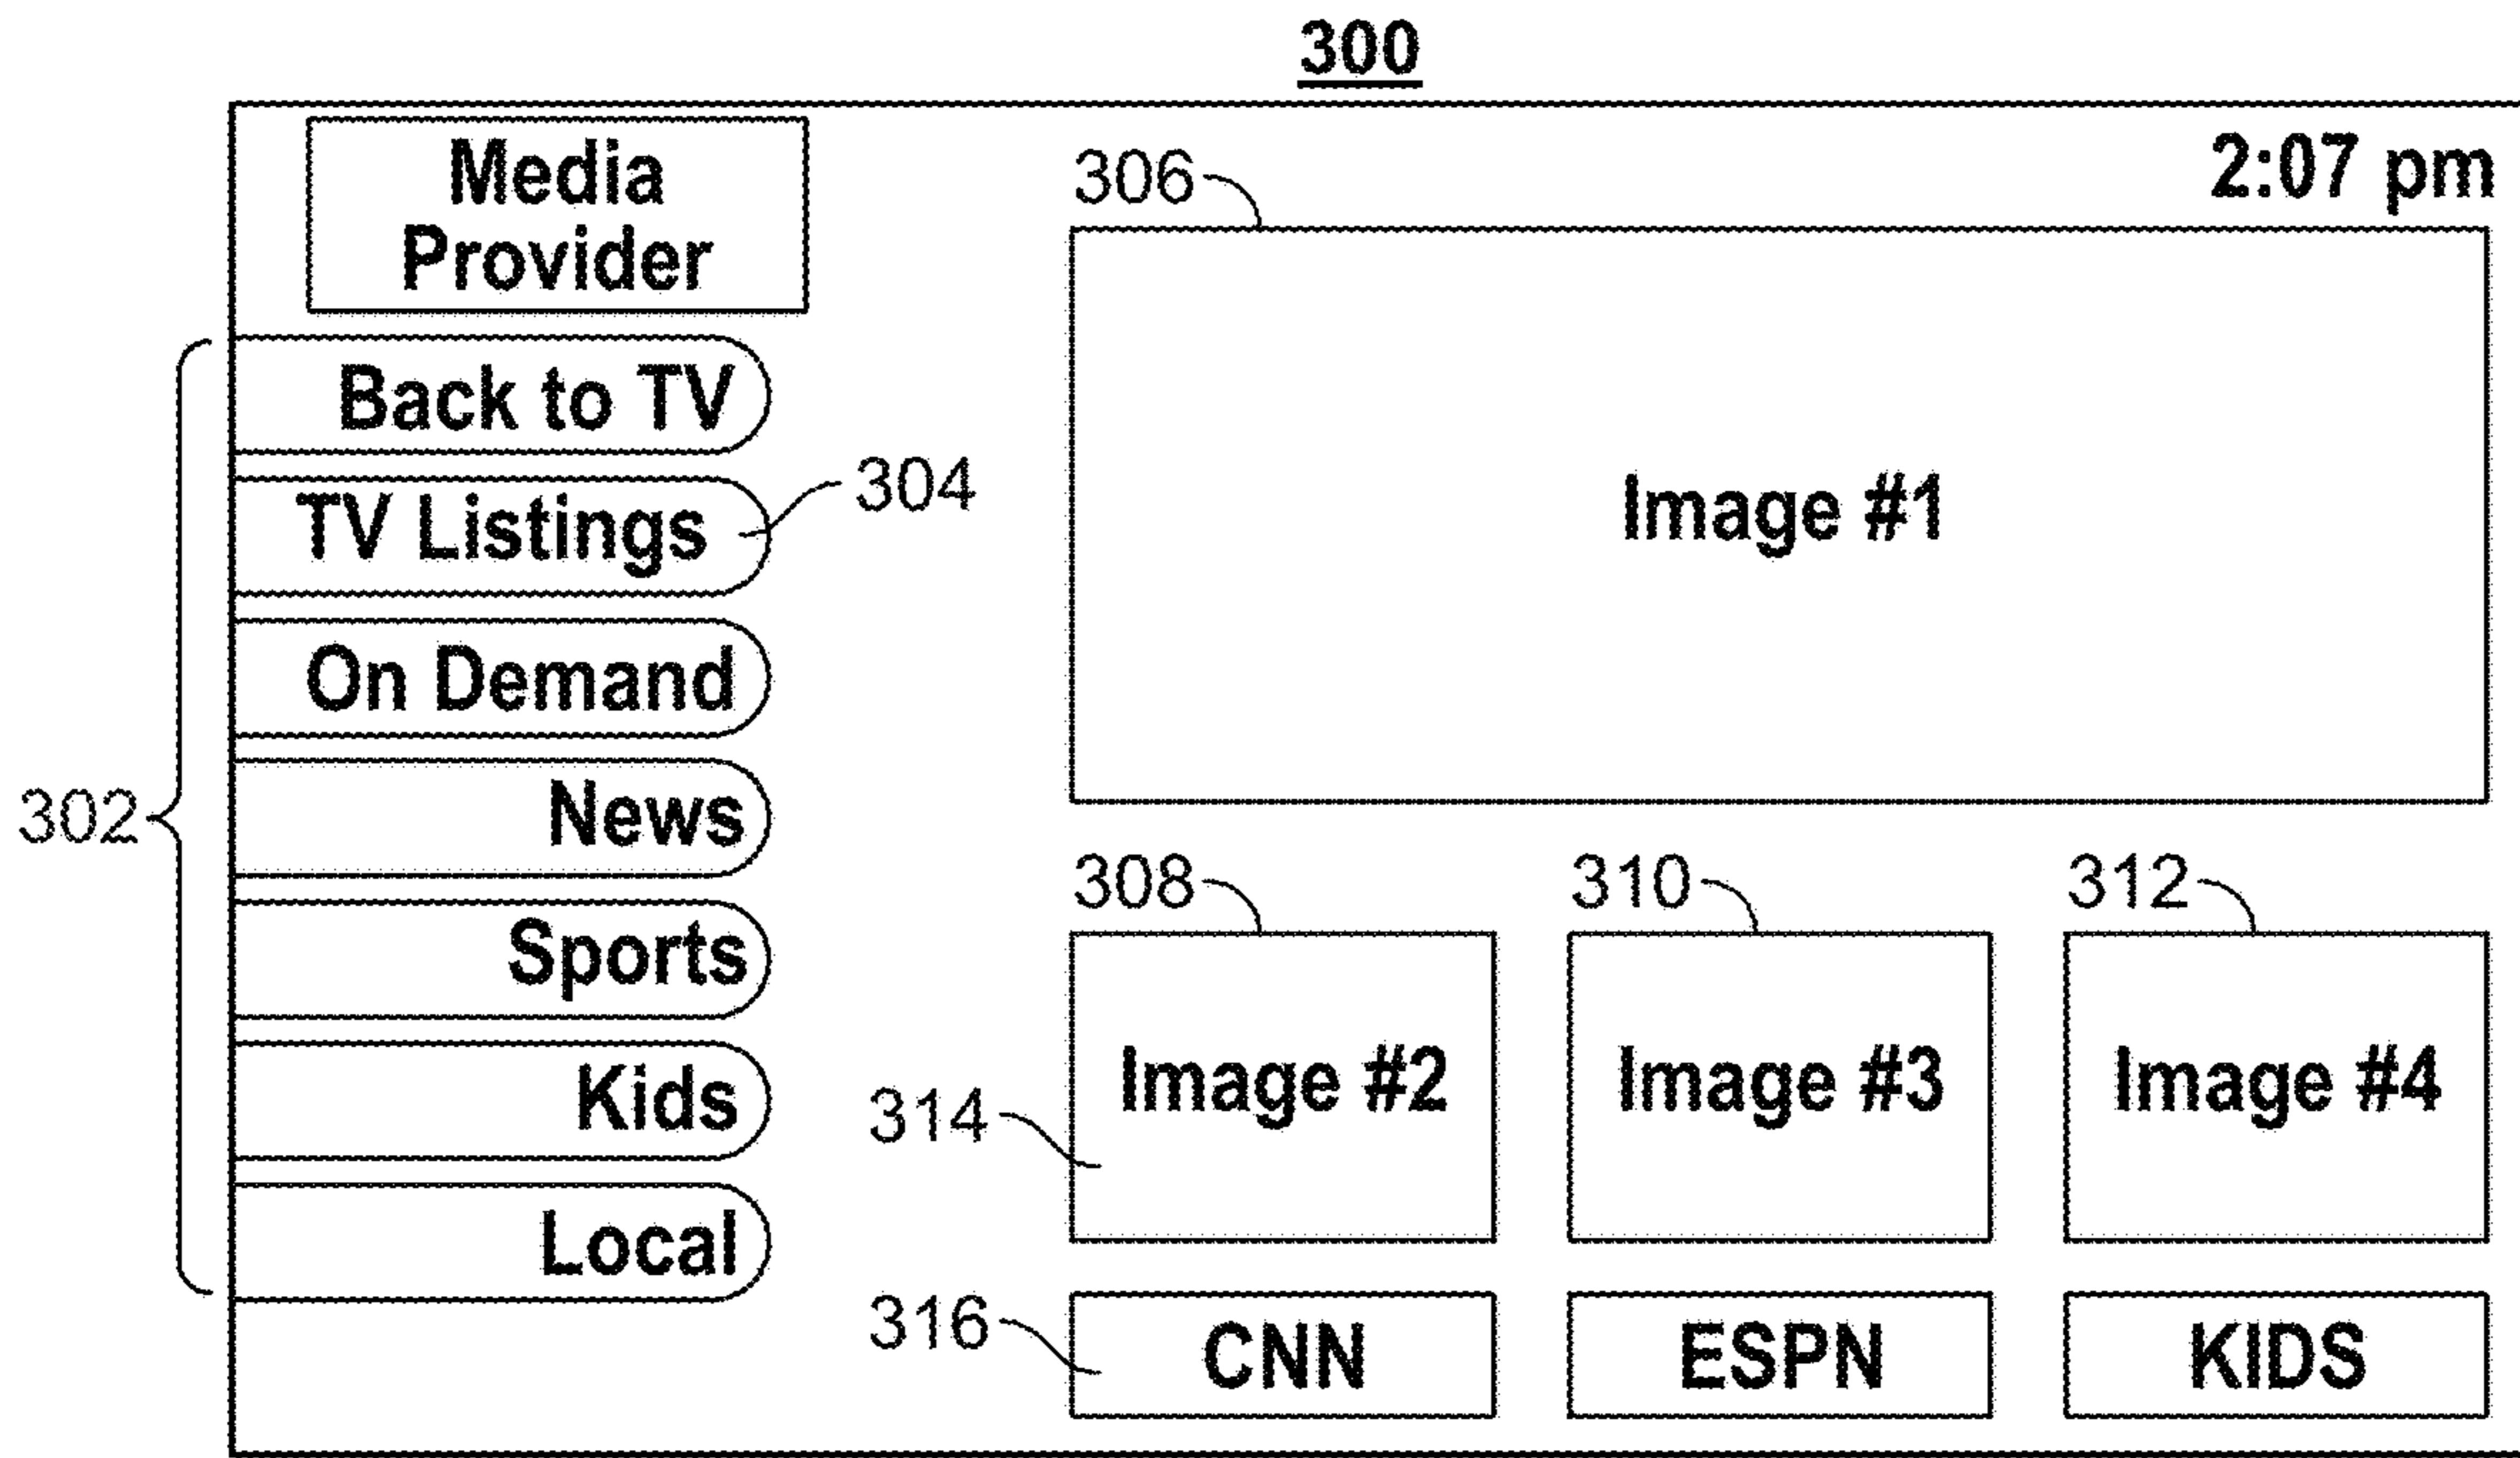 300
Media
Provider
2:07 pm
306
Back to TV
TV Listings
304
Image #1
On Demand
302
News
Sports
Kids
Local
308
310
312
Image #2
Image #3
Image #4
314
316
CNN
ESPN
KIDS